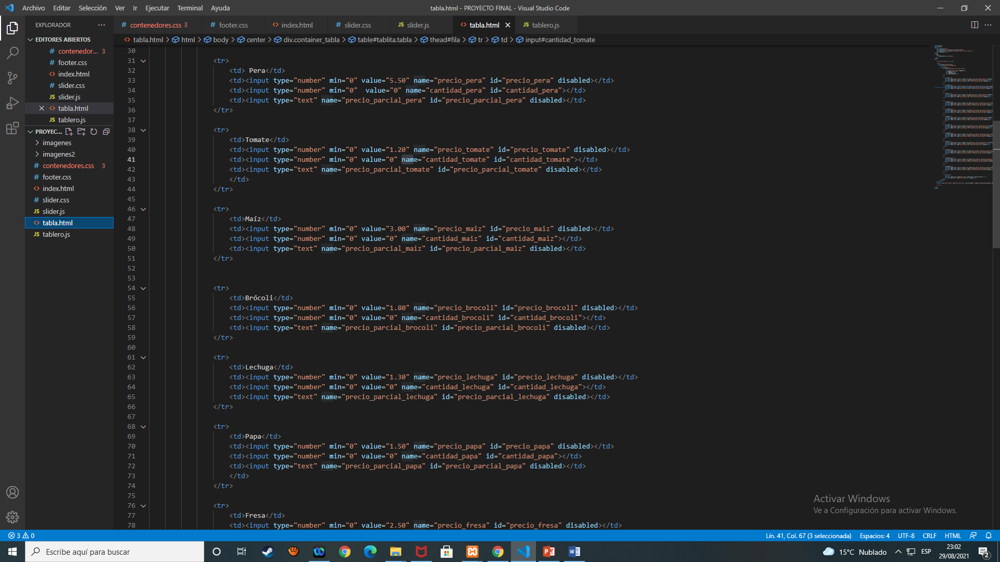 Archivo Editar Selección Ver Ir Ejecutar Terminal Ayuda
tabla.html - PROYECTO FINAL - Visual Studio Code
EXPLORADOR
# contenedores.css 3 # footer.css <> index.html # slider.css JS slider.js <> tabla.html JS tablero.js
EDITORES ABIERTOS
tabla.html > html > body > center > div.container_tabla > table#tablita.tabla > thead#fila > tr > td > input#cantidad_tomate
# contenedor... 3
# footer.css
<> index.html
# slider.css
JS slider.js
<> tabla.html
JS tablero.js
PROYEC...
> imagenes
> imagenes2
# contenedores.css 3
# footer.css
<> index.html
# slider.css
JS slider.js
<> tabla.html
JS tablero.js
30
31 <tr>
32 <td> Pera</td>
33 <td><input type="number" min="0" value="5.50" name="precio_pera" id="precio_pera" disabled></td>
34 <td><input type="number" min="0"  value="0" name="cantidad_pera" id="cantidad_pera"></td>
35 <td><input type="text" name="precio_parcial_pera" id="precio_parcial_pera" disabled></td>
36 </tr>
37
38 <tr>
39 <td>Tomate</td>
40 <td><input type="number" min="0" value="1.20" name="precio_tomate" id="precio_tomate" disabled></td>
41 <td><input type="number" min="0" value="0" name="cantidad_tomate" id="cantidad_tomate"></td>
42 <td><input type="text" name="precio_parcial_tomate" id="precio_parcial_tomate" disabled></td>
43 </td>
44 </tr>
45
46 <tr>
47 <td>Maíz</td>
48 <td><input type="number" min="0" value="3.00" name="precio_maiz" id="precio_maiz" disabled></td>
49 <td><input type="number" min="0" value="0" name="cantidad_maiz" id="cantidad_maiz"></td>
50 <td><input type="text" name="precio_parcial_maiz" id="precio_parcial_maiz" disabled></td>
51 </tr>
52
53
54 <tr>
55 <td>Brócoli</td>
56 <td><input type="number" min="0" value="1.80" name="precio_brocoli" id="precio_brocoli" disabled></td>
57 <td><input type="number" min="0" value="0" name="cantidad_brocoli" id="cantidad_brocoli"></td>
58 <td><input type="text" name="precio_parcial_brocoli" id="precio_parcial_brocoli" disabled></td>
59 </tr>
60
61 <tr>
62 <td>Lechuga</td>
63 <td><input type="number" min="0" value="1.30" name="precio_lechuga" id="precio_lechuga" disabled></td>
64 <td><input type="number" min="0" value="0" name="cantidad_lechuga" id="cantidad_lechuga"></td>
65 <td><input type="text" name="precio_parcial_lechuga" id="precio_parcial_lechuga" disabled></td>
66 </tr>
67
68 <tr>
69 <td>Papa</td>
70 <td><input type="number" min="0" value="1.50" name="precio_papa" id="precio_papa" disabled></td>
71 <td><input type="number" min="0" value="0" name="cantidad_papa" id="cantidad_papa"></td>
72 <td><input type="text" name="precio_parcial_papa" id="precio_parcial_papa" disabled></td>
73 </td>
74 </tr>
75
76 <tr>
77 <td>Fresa</td>
78 <td><input type="number" min="0" value="2.50" name="precio_fresa" id="precio_fresa" disabled></td>
Activar Windows
Ve a Configuración para activar Windows.
3 0
Lín. 41, Col. 67 (3 seleccionada) Espacios: 4 UTF-8 CRLF HTML
Escribe aquí para buscar
15°C Nublado ESP
23:02
29/08/2021
2